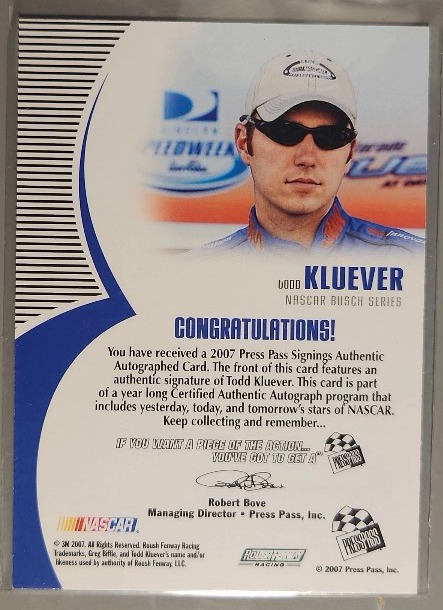 DIRECTV
SPEEDWEEK
TODD KLUEVER
NASCAR BUSCH SERIES
CONGRATULATIONS!
You have received a 2007 Press Pass Signings Authentic
Autographed Card. The front of this card features an
authentic signature of Todd Kluever. This card is part
of a year long Certified Authentic Autograph program that
includes yesterday, today, and tomorrow's stars of NASCAR.
Keep collecting and remember...
IF YOU WANT A PIECE OF THE ACTION...
YOU'VE GOT TO GET A
PRESS PASS
Robert Bove
Managing Director • Press Pass, Inc.
NASCAR
PRESS PASS
© 3M 2007. All Rights Reserved. Roush Fenway Racing
Trademarks, Greg Biffle, and Todd Kluever's name and/or
likeness used by authority of Roush Fenway, LLC.
ROUSH FENWAY
RACING
© 2007 Press Pass, Inc.